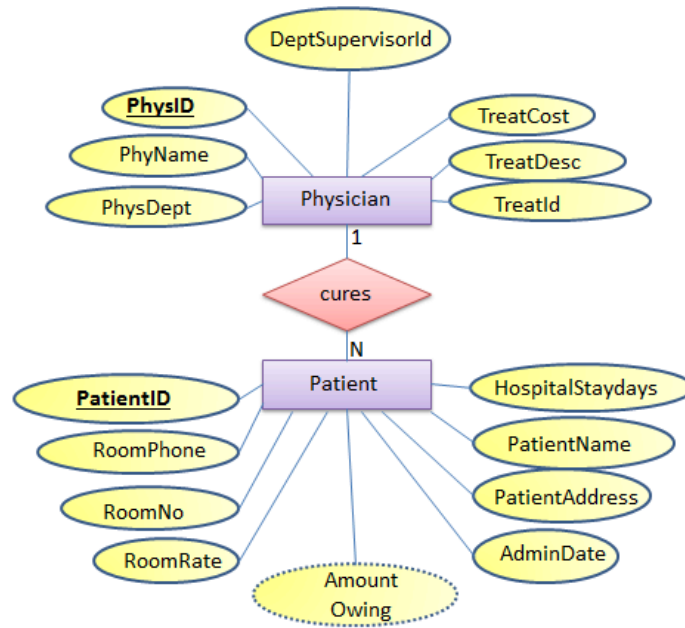 DeptSupervisorId
PhysID
TreatCost
PhyName
TreatDesc
PhysDept
TreatId
Physician
1
cures
N
Patient
HospitalStaydays
PatientID
PatientName
RoomPhone
PatientAddress
RoomNo
AdminDate
RoomRate
Amount
Owing